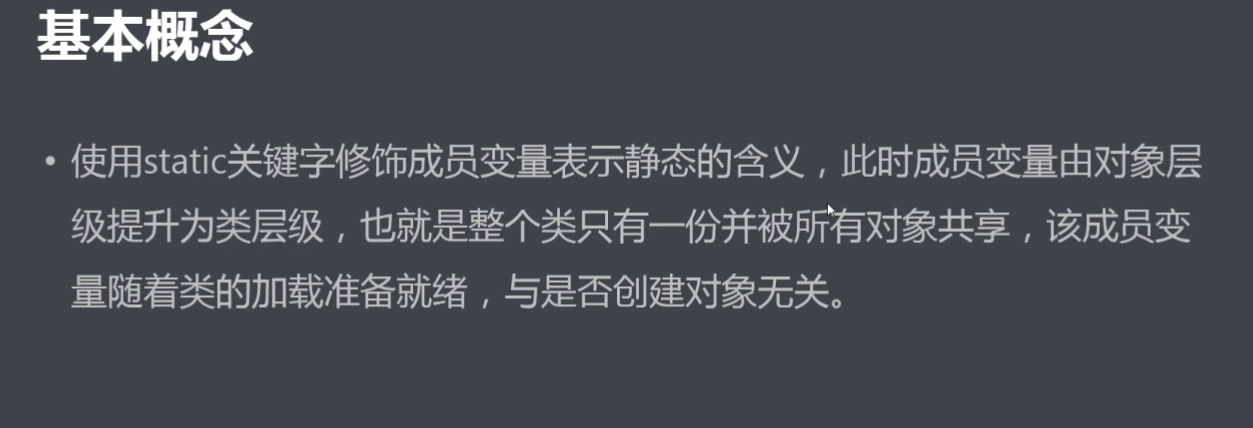 基本概念
• 使用static关键字修饰成员变量表示静态的含义，此时成员变量由对象层
级提升为类层级，也就是整个类只有一份并被所有对象共享，该成员变
量随着类的加载准备就绪，与是否创建对象无关。